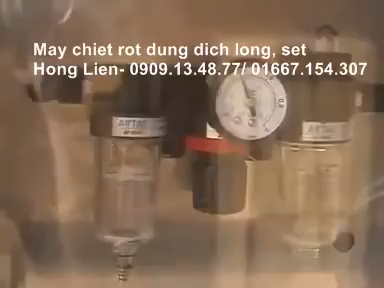 May chiet rot dung dich long, set
Hong Lien- 0909.13.48.77/ 01667.154.307